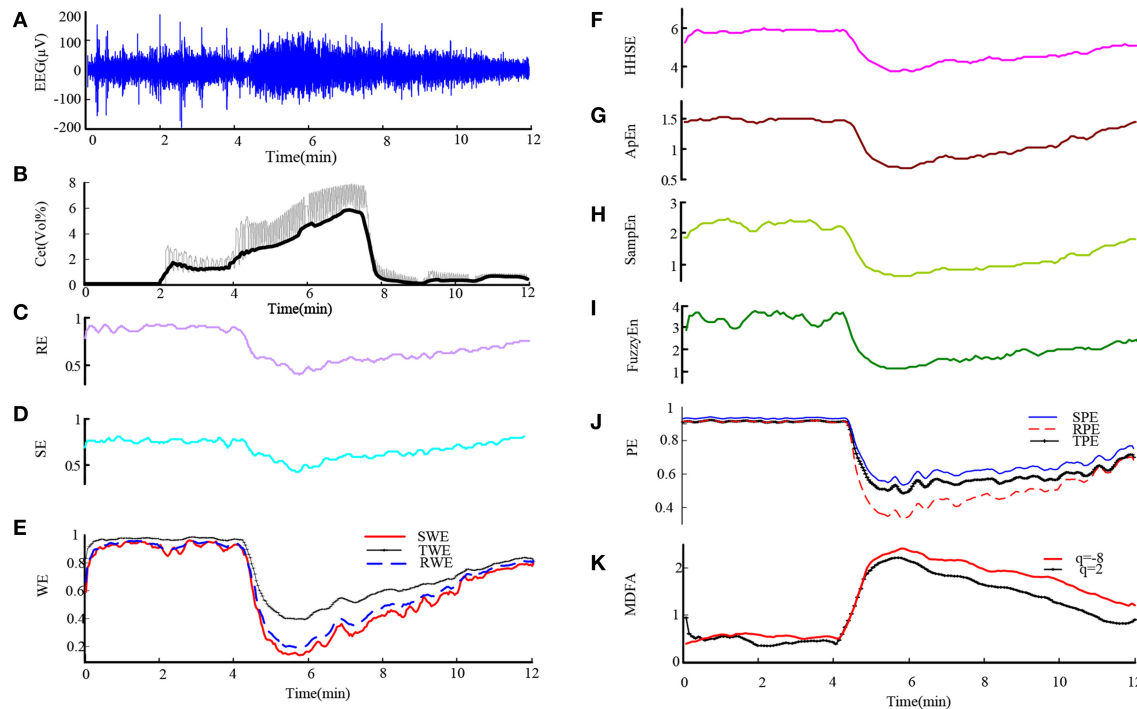 A
EEG(µV)
200
100
0
-100
-200
0 2 4 6 8 10 12
Time(min)
B
Cet(Vol%)
8
6
4
2
0
0 2 4 6 8 10 12
Time(min)
C
RE
1
0.5
D
SE
1
0.5
E
WE
1
0.8
0.6
0.4
0.2
SWE
TWE
RWE
0 2 4 6 8 10 12
Time(min)
F
HHSE
6
4
G
ApEn
1.5
1
0.5
H
SampEn
3
2
1
I
FuzzyEn
4
3
2
1
J
PE
1
0.8
0.6
0.4
SPE
RPE
TPE
K
MDFA
2
1
0
q=-8
q=2
0 2 4 6 8 10 12
Time(min)